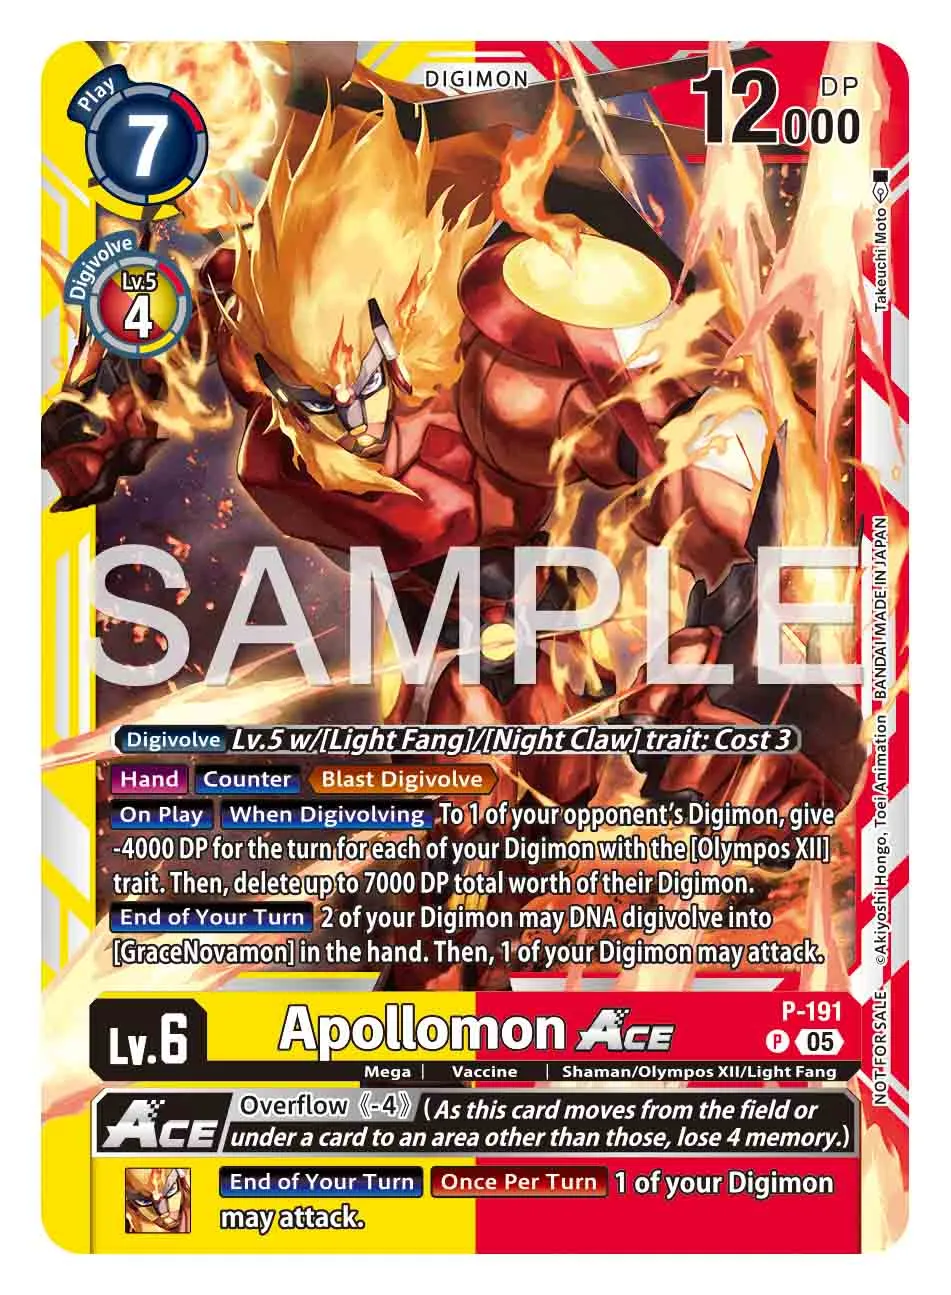 DIGIMON
Play
7
12000
DP
Digivolve
Lv.5
4
Takeuchi Moto
SAMPLE
©Akiyoshi Hongo, Toei Animation BANDAI MADE IN JAPAN
Digivolve Lv.5 w/[Light Fang]/[Night Claw] trait: Cost 3
Hand Counter Blast Digivolve
On Play When Digivolving To 1 of your opponent's Digimon, give
-4000 DP for the turn for each of your Digimon with the [Olympos XII]
trait. Then, delete up to 7000 DP total worth of their Digimon.
End of Your Turn 2 of your Digimon may DNA digivolve into
[GraceNovamon] in the hand. Then, 1 of your Digimon may attack.
Lv.6
Apollomon ACE
P-191
P 05
NOT FOR SALE
Mega | Vaccine | Shaman/Olympos XII/Light Fang
ACE
Overflow《-4》(As this card moves from the field or
under a card to an area other than those, lose 4 memory.)
End of Your Turn Once Per Turn 1 of your Digimon
may attack.